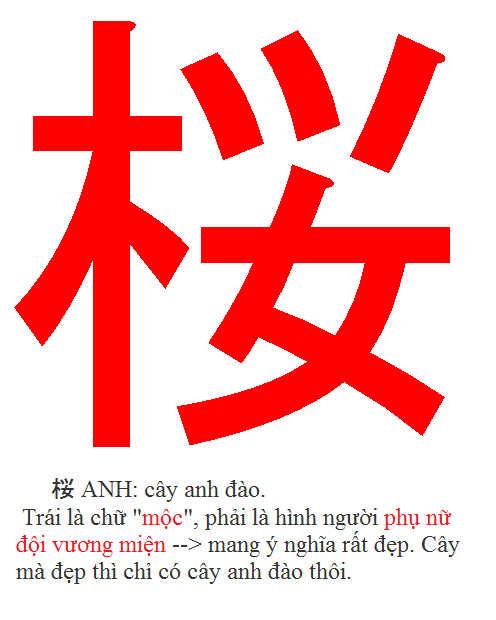 桜
桜 ANH: cây anh đào.
Trái là chữ "mộc", phải là hình người phụ nữ
đội vương miện --> mang ý nghĩa rất đẹp. Cây
mà đẹp thì chỉ có cây anh đào thôi.